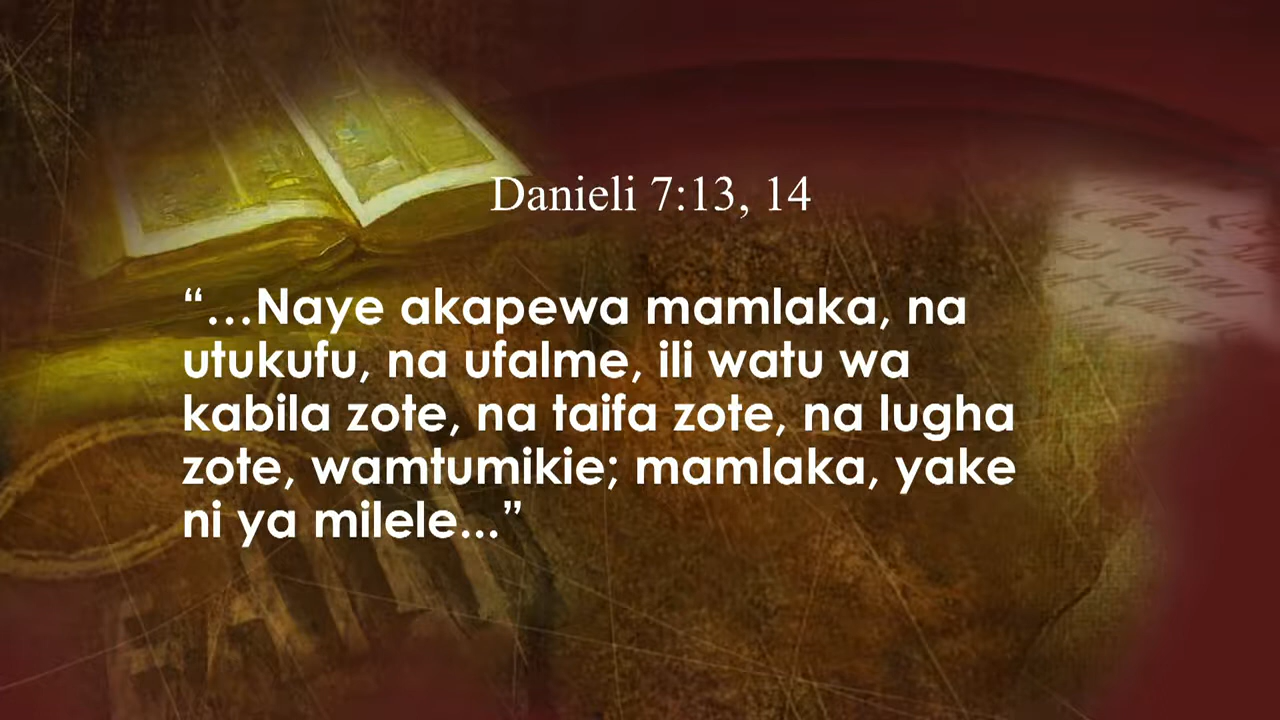 Danieli 7:13, 14
“...Naye akapewa mamlaka, na
utukufu, na ufalme, ili watu wa
kabila zote, na taifa zote, na lugha
zote, wamtumikie; mamlaka, yake
ni ya milele...”